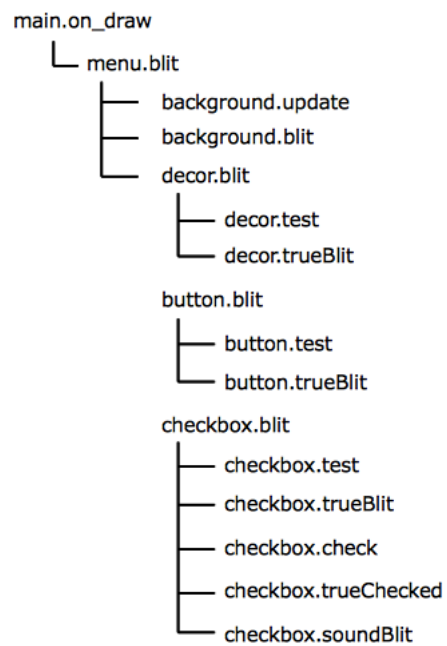 main.on_draw
menu.blit
background.update
background.blit
decor.blit
decor.test
decor.trueBlit
button.blit
button.test
button.trueBlit
checkbox.blit
checkbox.test
checkbox.trueBlit
checkbox.check
checkbox.trueChecked
checkbox.soundBlit